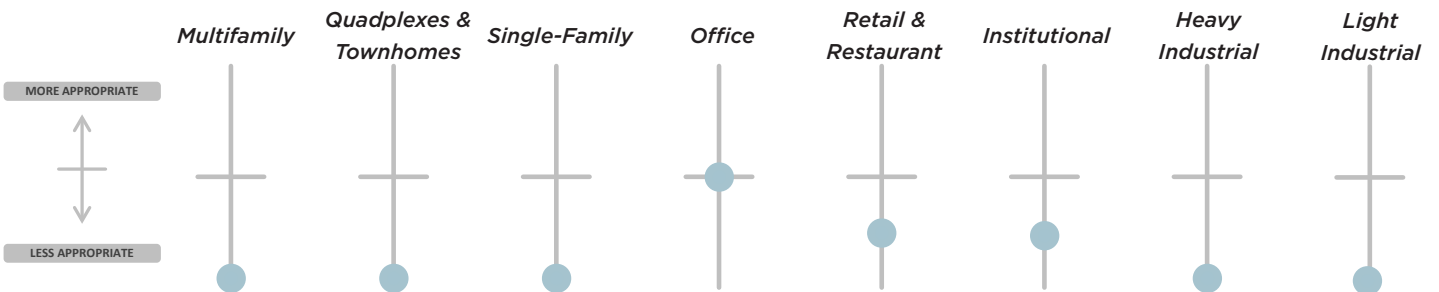 Multifamily
Quadplexes &
Townhomes
Single-Family
Office
Retail &
Restaurant
Institutional
Heavy
Industrial
Light
Industrial
MORE APPROPRIATE
LESS APPROPRIATE